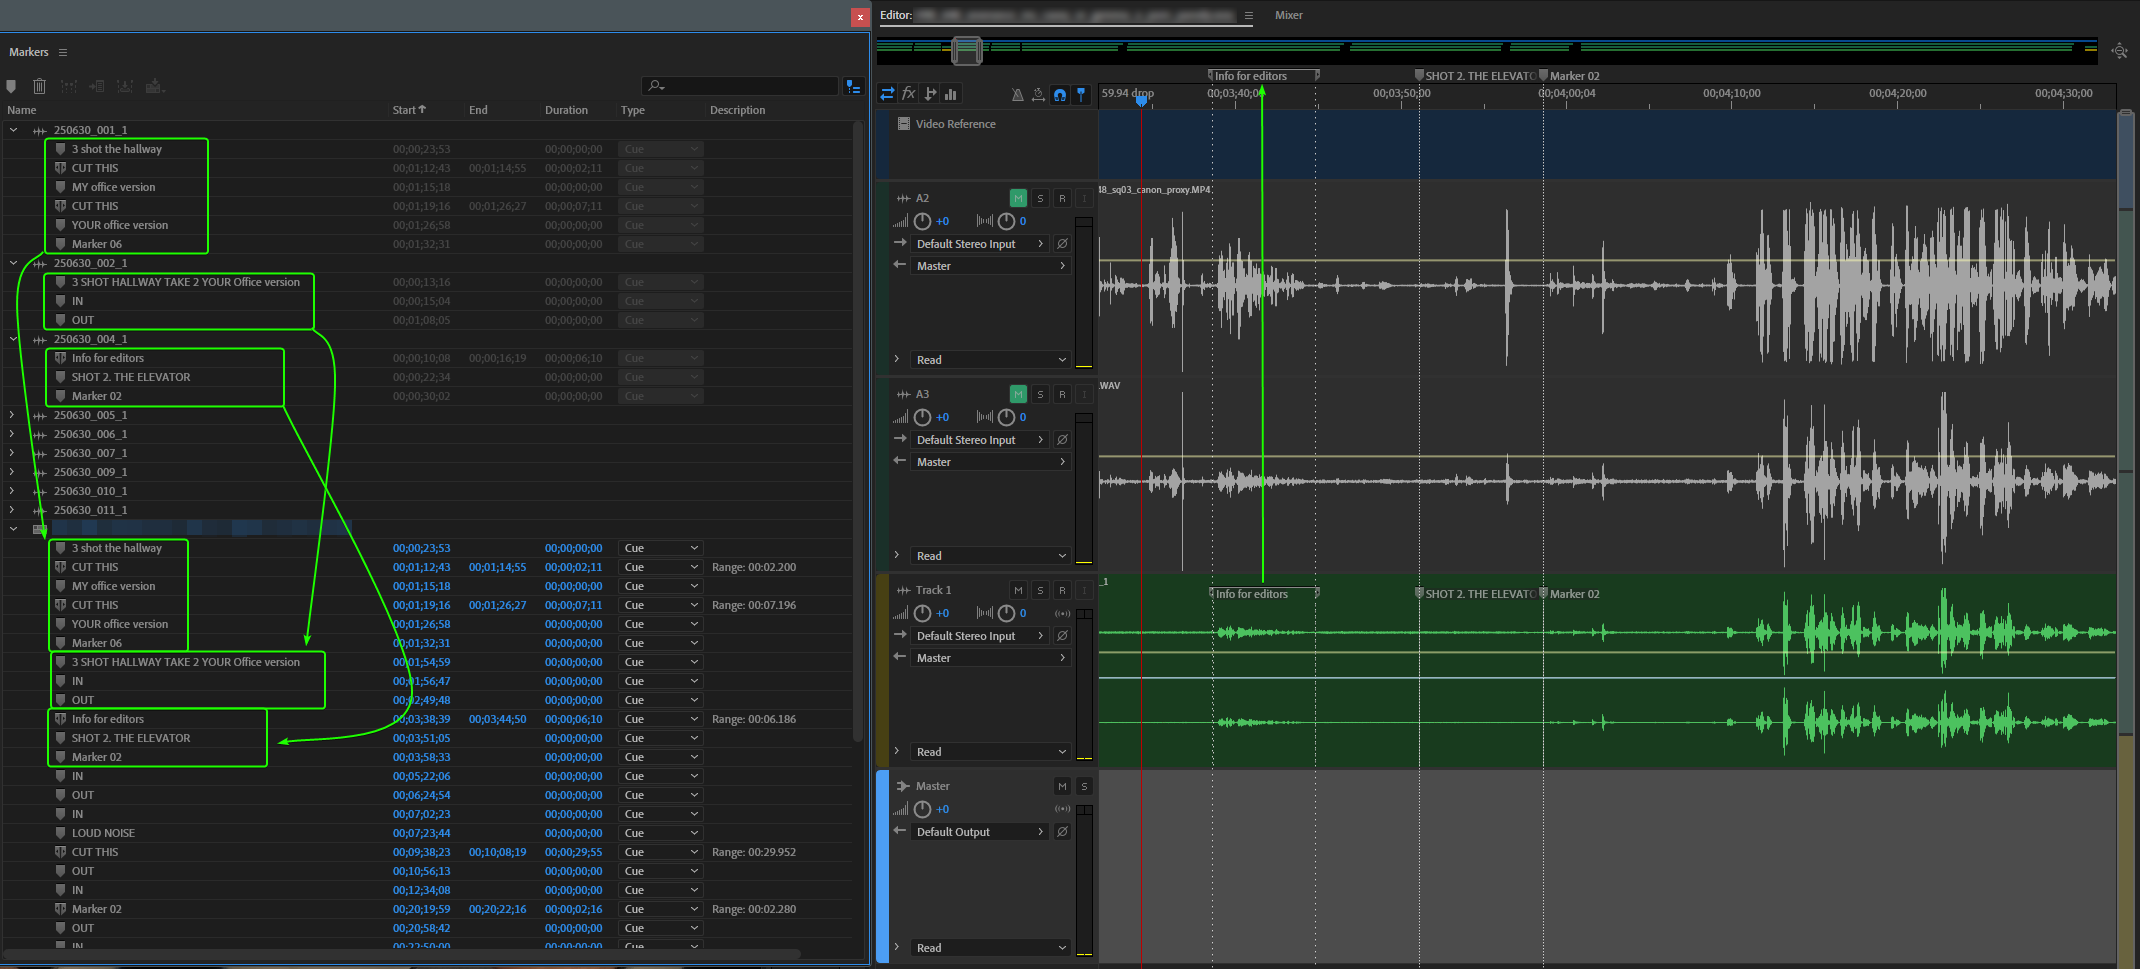 Markers
Name Start End Duration Type Description
250630_001_1
3 shot the hallway 00;00;23;53 00;00;00;00 Cue
CUT THIS 00;01;12;43 00;01;14;55 00;00;02;11 Cue
MY office version 00;01;15;18 00;00;00;00 Cue
CUT THIS 00;01;19;16 00;01;26;27 00;00;07;11 Cue
YOUR office version 00;01;26;58 00;00;00;00 Cue
Marker 06 00;01;32;31 00;00;00;00 Cue
250630_002_1
3 SHOT HALLWAY TAKE 2 YOUR Office version 00;00;13;16 00;00;00;00 Cue
IN 00;00;15;04 00;00;00;00 Cue
OUT 00;01;08;05 00;00;00;00 Cue
250630_004_1
Info for editors 00;00;10;08 00;00;16;19 00;00;06;10 Cue
SHOT 2. THE ELEVATOR 00;00;22;34 00;00;00;00 Cue
Marker 02 00;00;30;02 00;00;00;00 Cue
250630_005_1
250630_006_1
250630_007_1
250630_009_1
250630_010_1
250630_011_1
3 shot the hallway 00;00;23;53 00;00;00;00 Cue
CUT THIS 00;01;12;43 00;01;14;55 00;00;02;11 Cue Range: 00:02.200
MY office version 00;01;15;18 00;00;00;00 Cue
CUT THIS 00;01;19;16 00;01;26;27 00;00;07;11 Cue Range: 00:07.196
YOUR office version 00;01;26;58 00;00;00;00 Cue
Marker 06 00;01;32;31 00;00;00;00 Cue
3 SHOT HALLWAY TAKE 2 YOUR Office version 00;01;54;59 00;00;00;00 Cue
IN 00;01;56;47 00;00;00;00 Cue
OUT 00;02;49;48 00;00;00;00 Cue
Info for editors 00;03;38;39 00;03;44;50 00;00;06;10 Cue Range: 00:06.186
SHOT 2. THE ELEVATOR 00;03;51;05 00;00;00;00 Cue
Marker 02 00;03;58;33 00;00;00;00 Cue
IN 00;05;22;06 00;00;00;00 Cue
OUT 00;06;24;54 00;00;00;00 Cue
IN 00;07;02;23 00;00;00;00 Cue
LOUD NOISE 00;07;23;44 00;00;00;00 Cue
CUT THIS 00;09;38;23 00;10;08;19 00;00;29;55 Cue Range: 00:29.952
OUT 00;10;56;13 00;00;00;00 Cue
IN 00;12;34;08 00;00;00;00 Cue
Marker 02 00;20;19;59 00;20;22;16 00;00;02;16 Cue Range: 00:02.280
OUT 00;20;58;42 00;00;00;00 Cue
IN 00;22;50;00 00;00;00;00 Cue
Editor: Mixer
Info for editors SHOT 2. THE ELEVATO Marker 02
fx 59.94 drop 00;03;40;0 00;03;50;00 00;04;00;04 00;04;10;00 00;04;20;00 00;04;30;00
Video Reference
A2 M S R I
48_sq03_canon_proxy.MP4
+0 0
Default Stereo Input
Master
Read
A3 M S R I
.WAV
+0 0
Default Stereo Input
Master
Read
Track 1 M S R I
_1
Info for editors SHOT 2. THE ELEVATO Marker 02
+0 0
Default Stereo Input
Master
Read
Master M S
+0
Default Output
Read